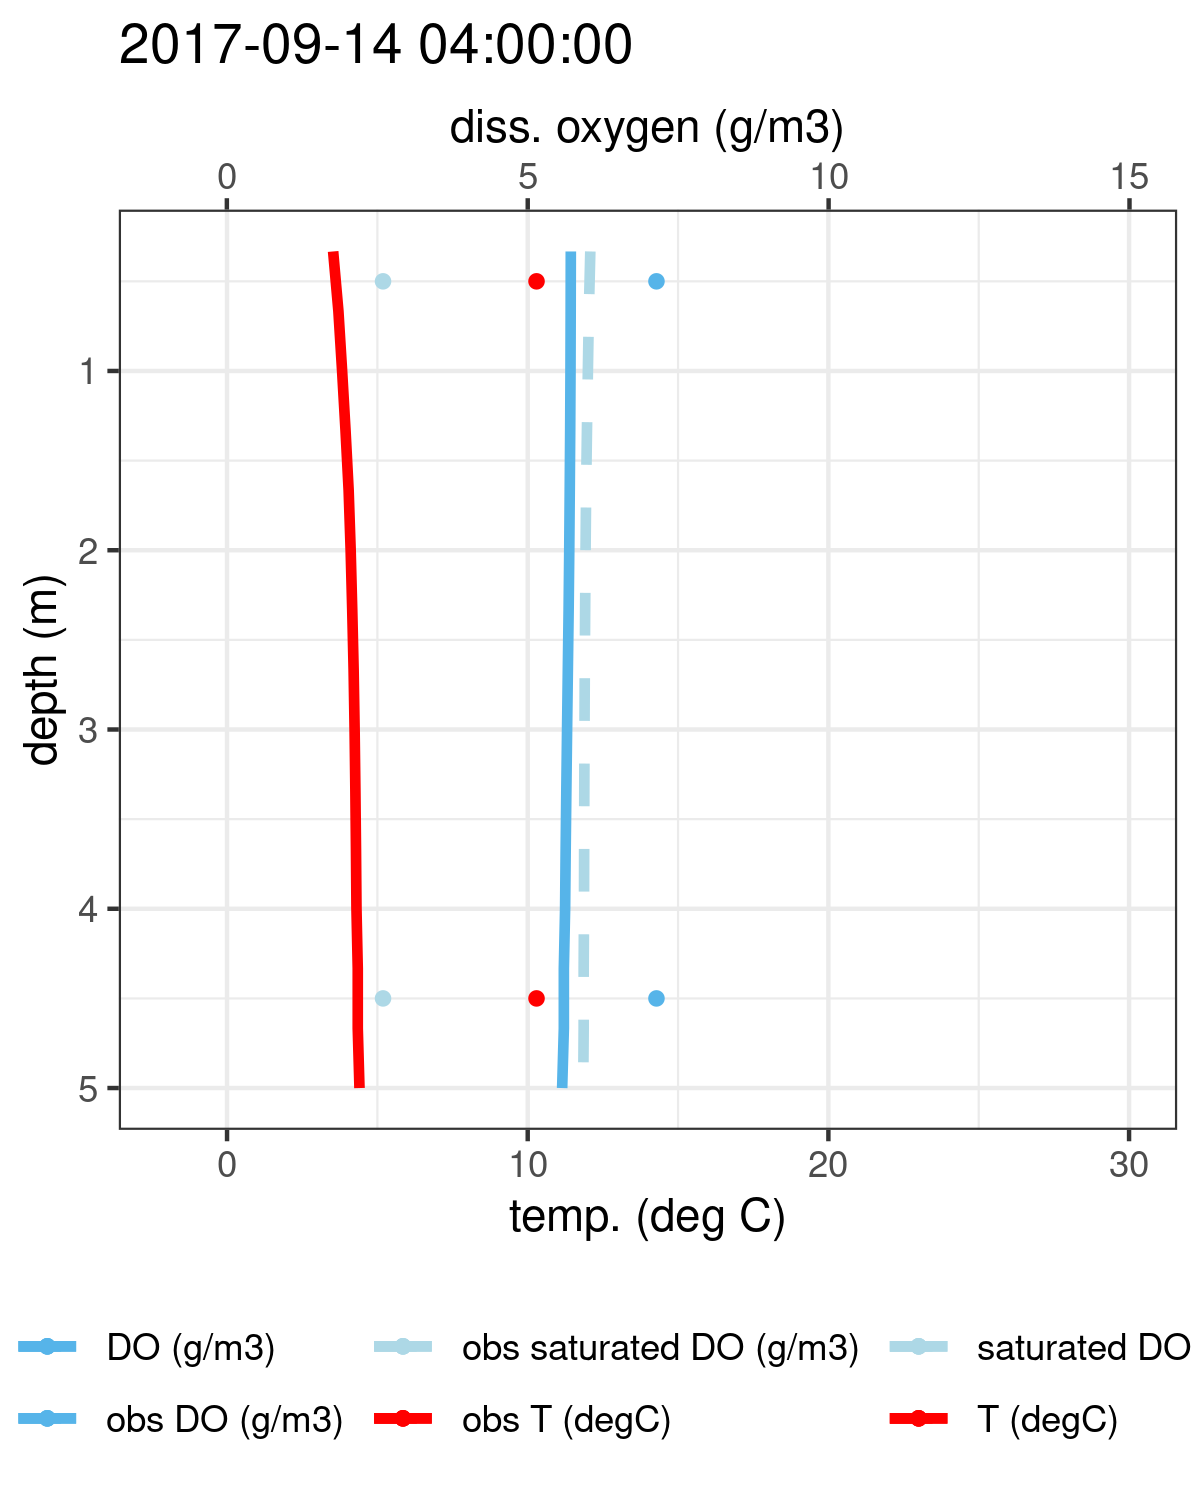 2017-09-14 04:00:00
diss. oxygen (g/m3)
0 5 10 15
1
2
3
4
5
depth (m)
0 10 20 30
temp. (deg C)
DO (g/m3) obs saturated DO (g/m3) saturated DO
obs DO (g/m3) obs T (degC) T (degC)